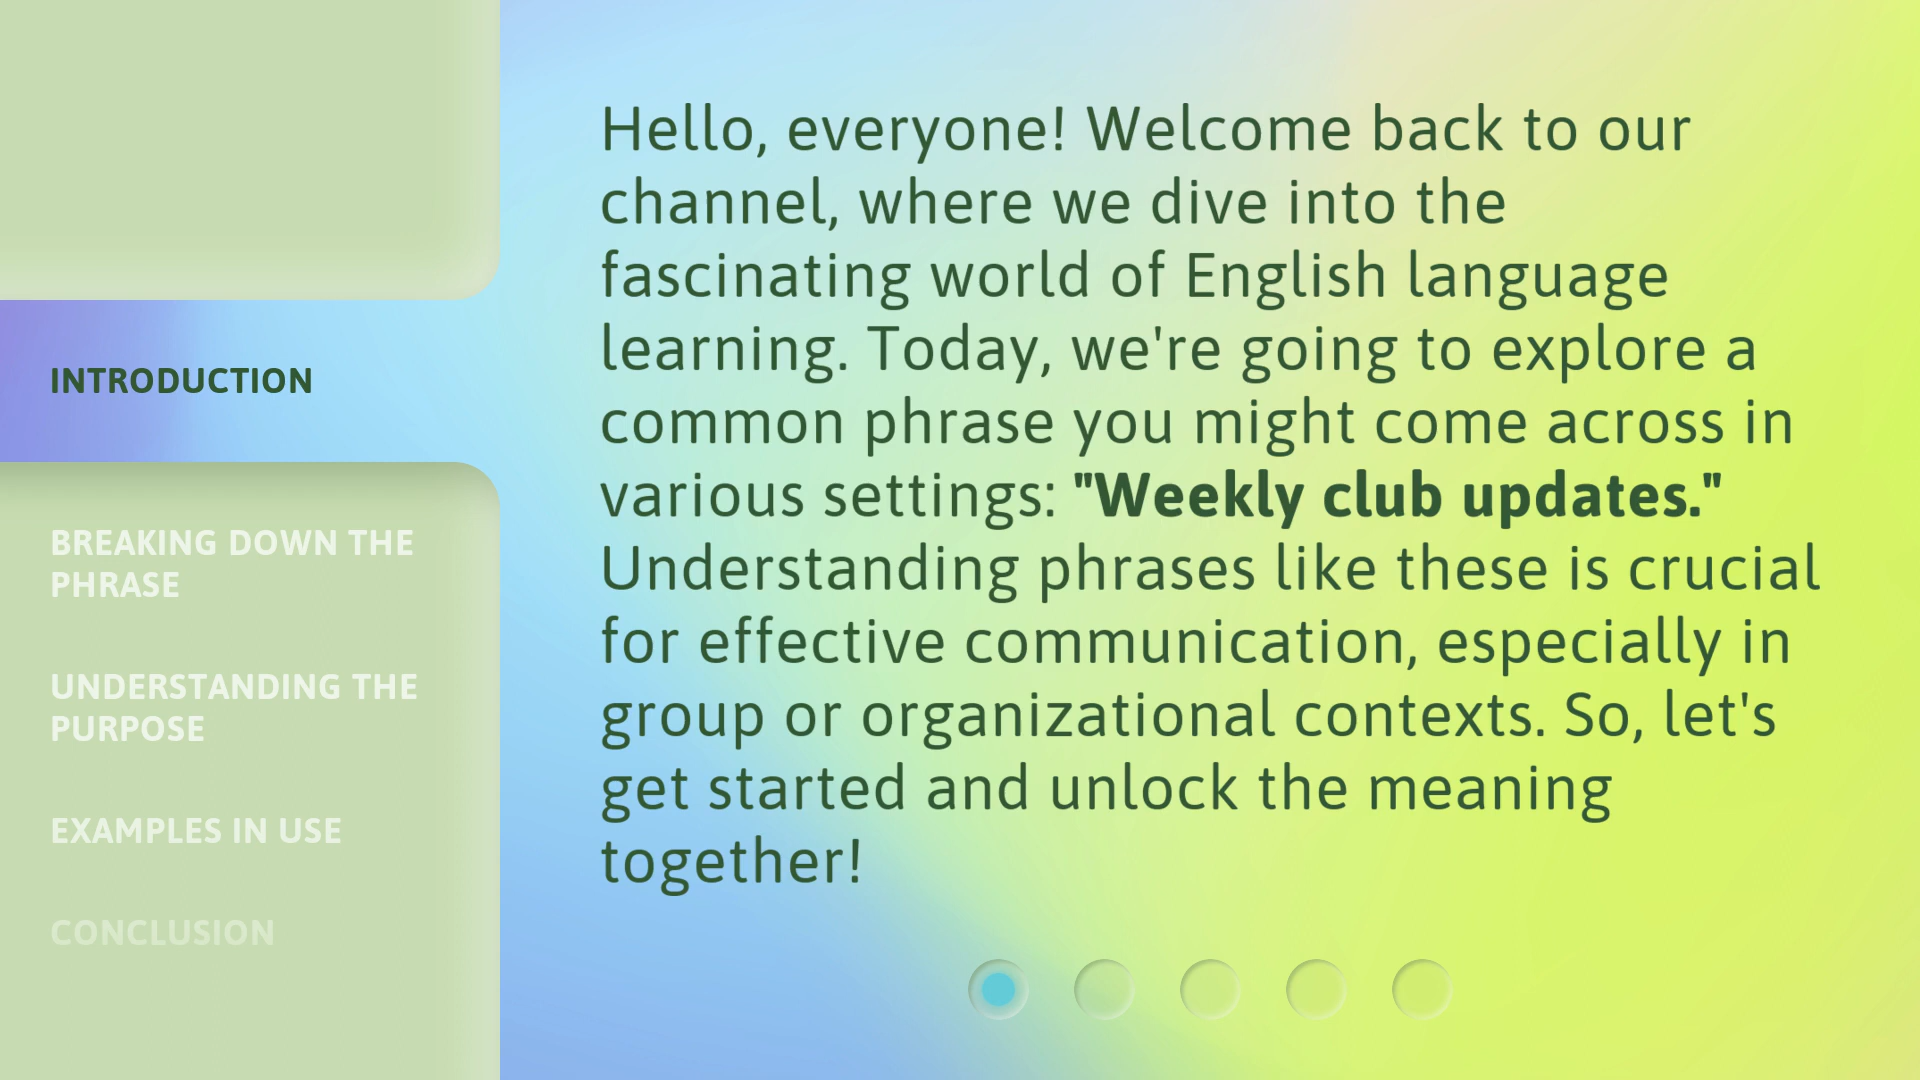 INTRODUCTION
BREAKING DOWN THE
PHRASE
UNDERSTANDING THE
PURPOSE
EXAMPLES IN USE
CONCLUSION
Hello, everyone! Welcome back to our
channel, where we dive into the
fascinating world of English language
learning. Today, we're going to explore a
common phrase you might come across in
various settings: "Weekly club updates."
Understanding phrases like these is crucial
for effective communication, especially in
group or organizational contexts. So, let's
get started and unlock the meaning
together!